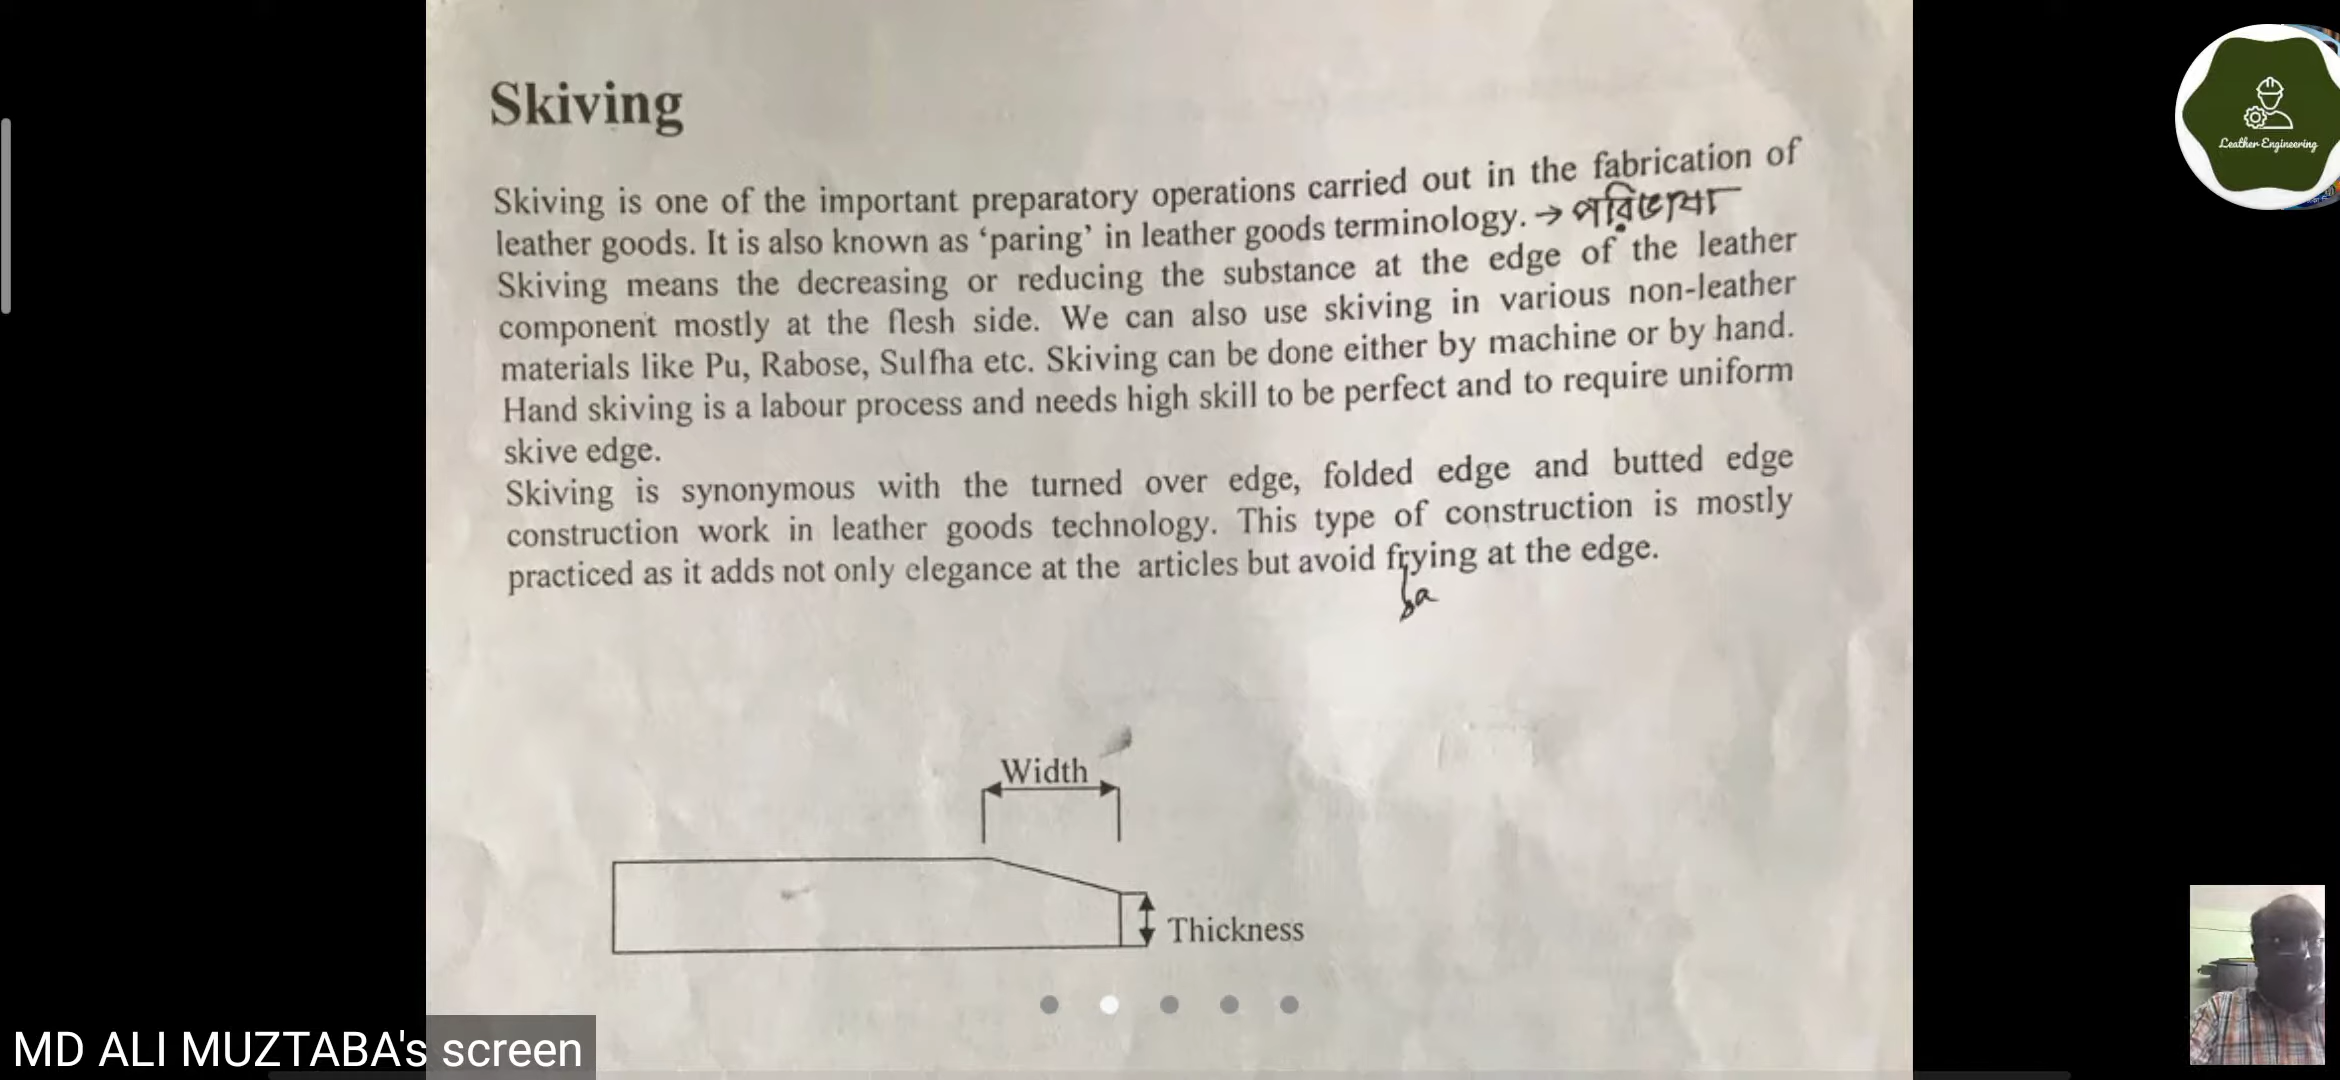 Skiving
Skiving is one of the important preparatory operations carried out in the fabrication of
leather goods. It is also known as ‘paring’ in leather goods terminology. → পরিভাষা
Skiving means the decreasing or reducing the substance at the edge of the leather
component mostly at the flesh side. We can also use skiving in various non-leather
materials like Pu, Rabose, Sulfha etc. Skiving can be done either by machine or by hand.
Hand skiving is a labour process and needs high skill to be perfect and to require uniform
skive edge.
Skiving is synonymous with the turned over edge, folded edge and butted edge
construction work in leather goods technology. This type of construction is mostly
practiced as it adds not only elegance at the articles but avoid frying at the edge.
a
Width
Thickness
Leather Engineering
MD ALI MUZTABA's screen